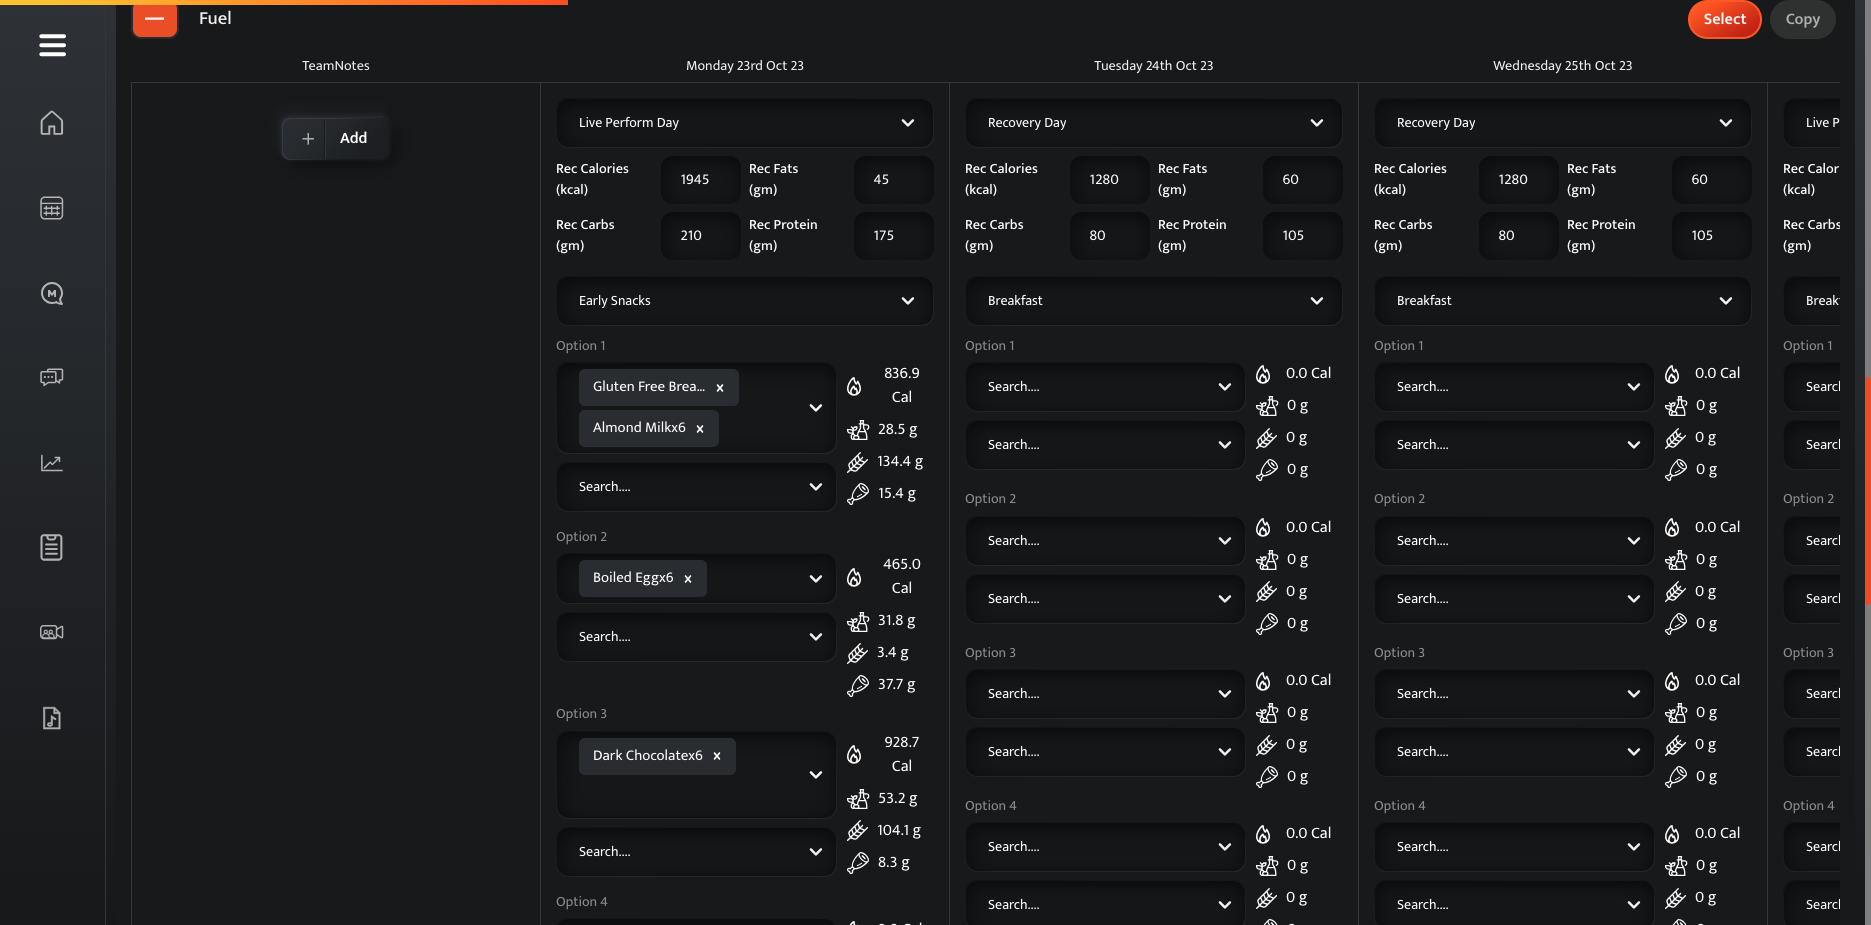 Fuel
Select
Copy
TeamNotes
Monday 23rd Oct 23
Tuesday 24th Oct 23
Wednesday 25th Oct 23
Add
Live Perform Day
Rec Calories (kcal)
1945
Rec Fats (gm)
45
Rec Carbs (gm)
210
Rec Protein (gm)
175
Early Snacks
Option 1
Gluten Free Brea...
Almond Milkx6
Search....
836.9 Cal
28.5 g
134.4 g
15.4 g
Option 2
Boiled Eggx6
Search....
465.0 Cal
31.8 g
3.4 g
37.7 g
Option 3
Dark Chocolatex6
Search....
928.7 Cal
53.2 g
104.1 g
8.3 g
Option 4
Recovery Day
Rec Calories (kcal)
1280
Rec Fats (gm)
60
Rec Carbs (gm)
80
Rec Protein (gm)
105
Breakfast
Option 1
Search....
Search....
0.0 Cal
0 g
0 g
0 g
Option 2
Search....
Search....
0.0 Cal
0 g
0 g
0 g
Option 3
Search....
Search....
0.0 Cal
0 g
0 g
0 g
Option 4
Search....
Search....
0.0 Cal
0 g
0 g
Recovery Day
Rec Calories (kcal)
1280
Rec Fats (gm)
60
Rec Carbs (gm)
80
Rec Protein (gm)
105
Breakfast
Option 1
Search....
Search....
0.0 Cal
0 g
0 g
0 g
Option 2
Search....
Search....
0.0 Cal
0 g
0 g
0 g
Option 3
Search....
Search....
0.0 Cal
0 g
0 g
0 g
Option 4
Search....
Search....
0.0 Cal
0 g
0 g
Live P
Rec Calor
(kcal)
Rec Carbs
(gm)
Break
Option 1
Searcl
Searcl
Option 2
Searcl
Searcl
Option 3
Searcl
Searcl
Option 4
Searcl
Searcl